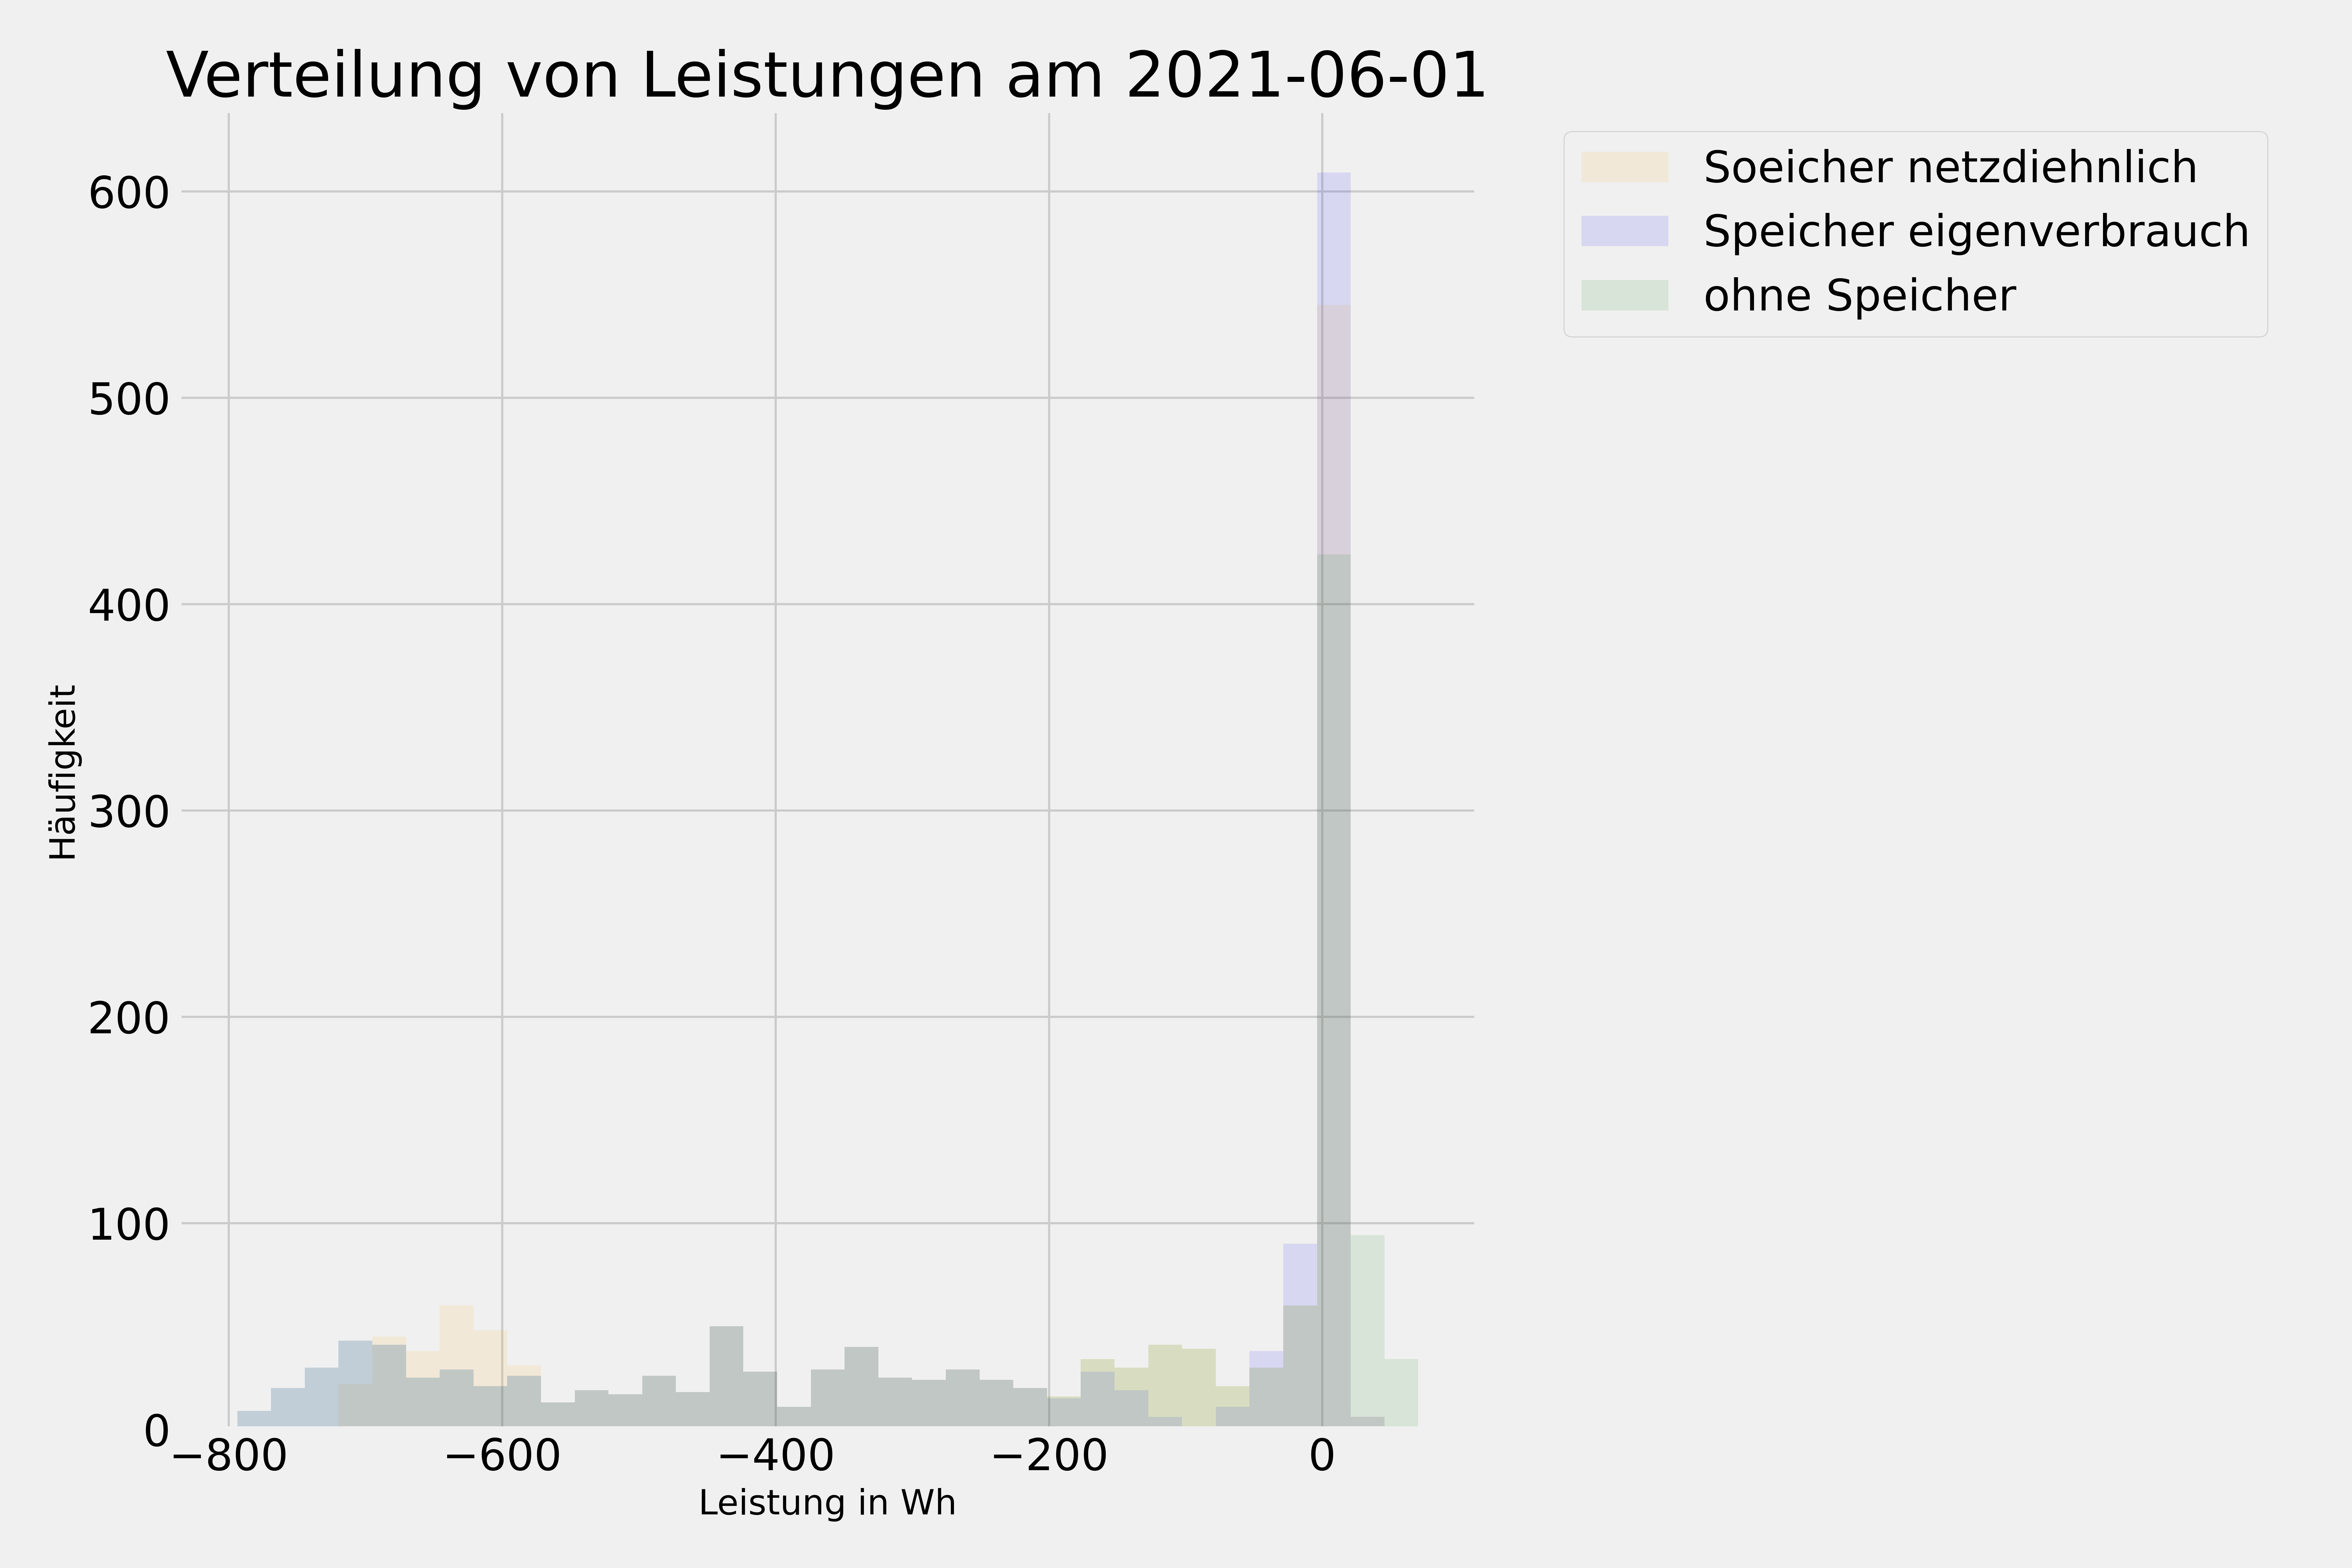 Verteilung von Leistungen am 2021-06-01
Soeicher netzdiehnlich
Speicher eigenverbrauch
ohne Speicher
600
500
400
300
200
100
0
Häufigkeit
−800 −600 −400 −200 0
Leistung in Wh